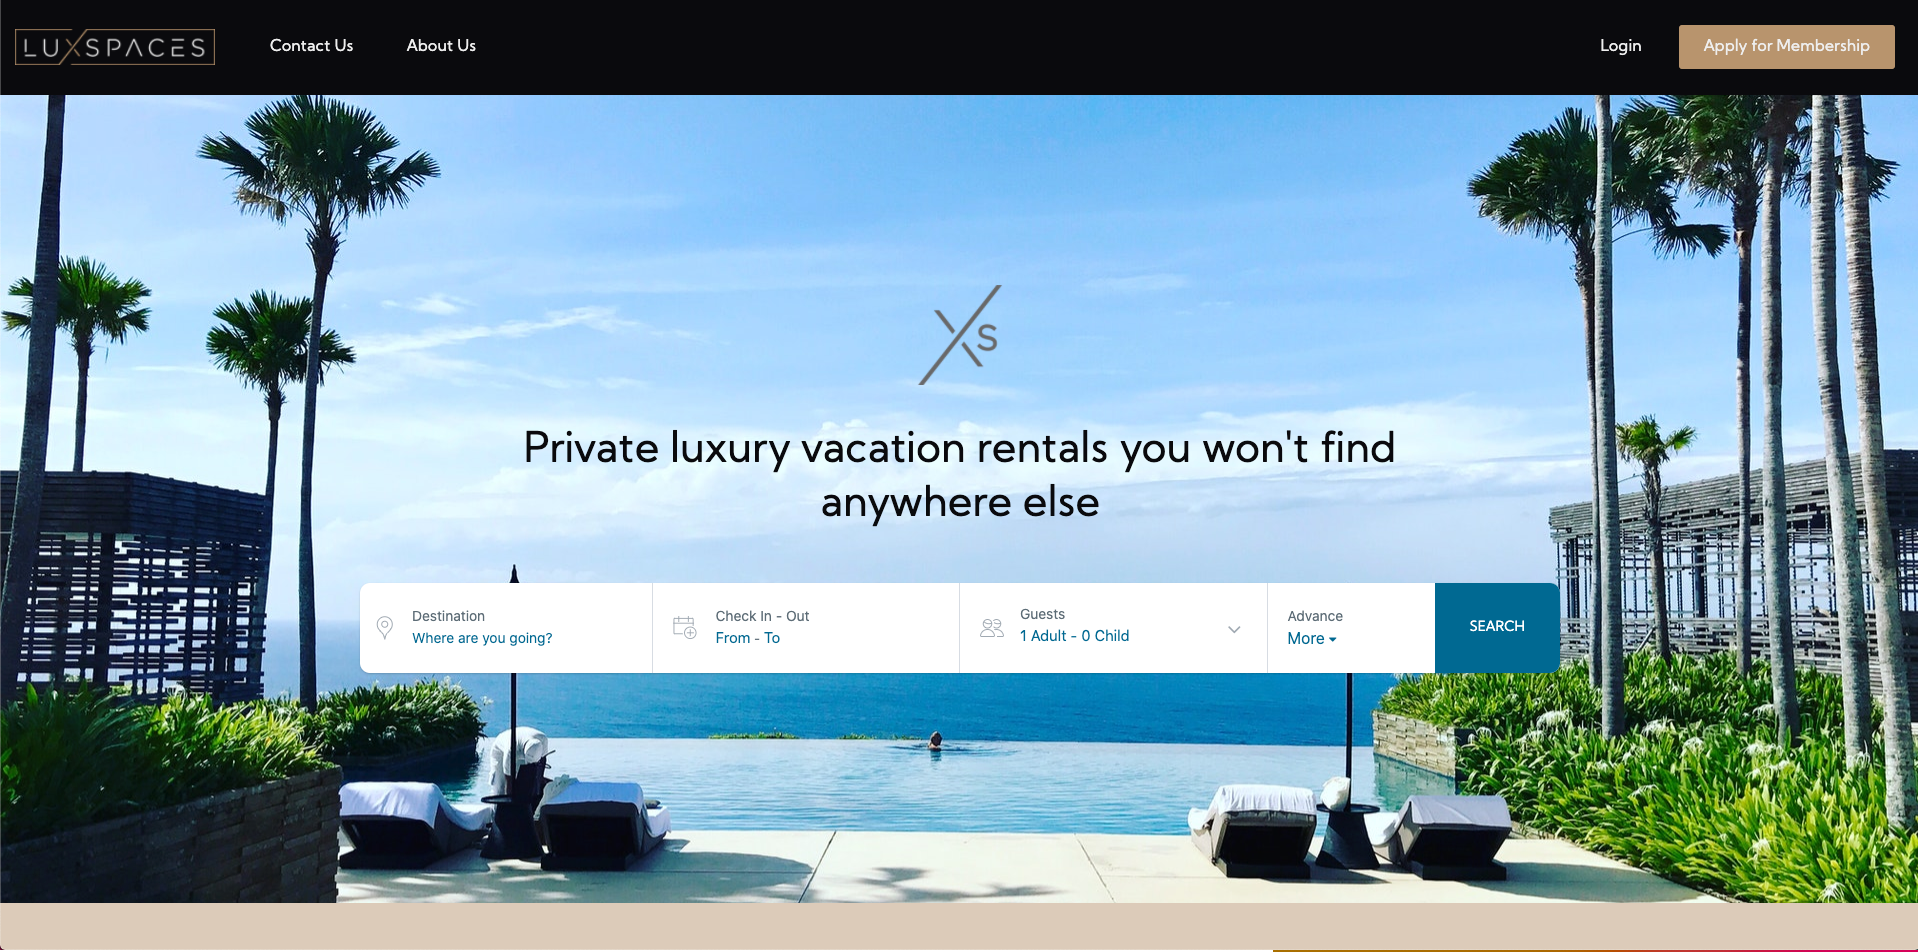 LUXSPACES
Contact Us
About Us
Login
Apply for Membership
XS
Private luxury vacation rentals you won't find
anywhere else
Destination
Where are you going?
Check In - Out
From - To
Guests
1 Adult - 0 Child
Advance
More
SEARCH